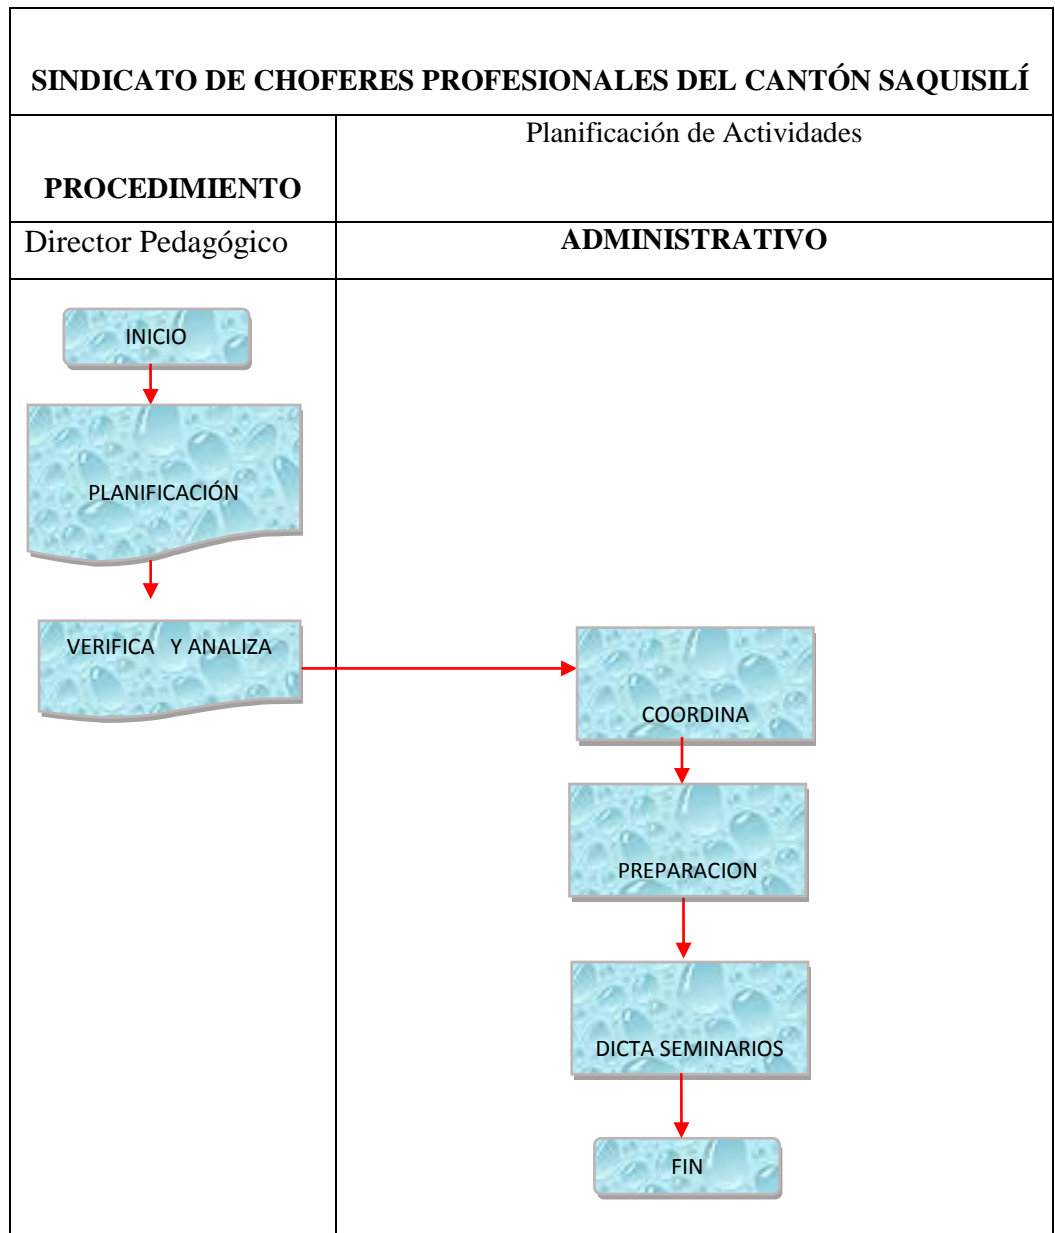 SINDICATO DE CHOFERES PROFESIONALES DEL CANTÓN SAQUISILÍ
Planificación de Actividades
PROCEDIMIENTO
Director Pedagógico
ADMINISTRATIVO
INICIO
PLANIFICACIÓN
VERIFICA Y ANALIZA
COORDINA
PREPARACION
DICTA SEMINARIOS
FIN